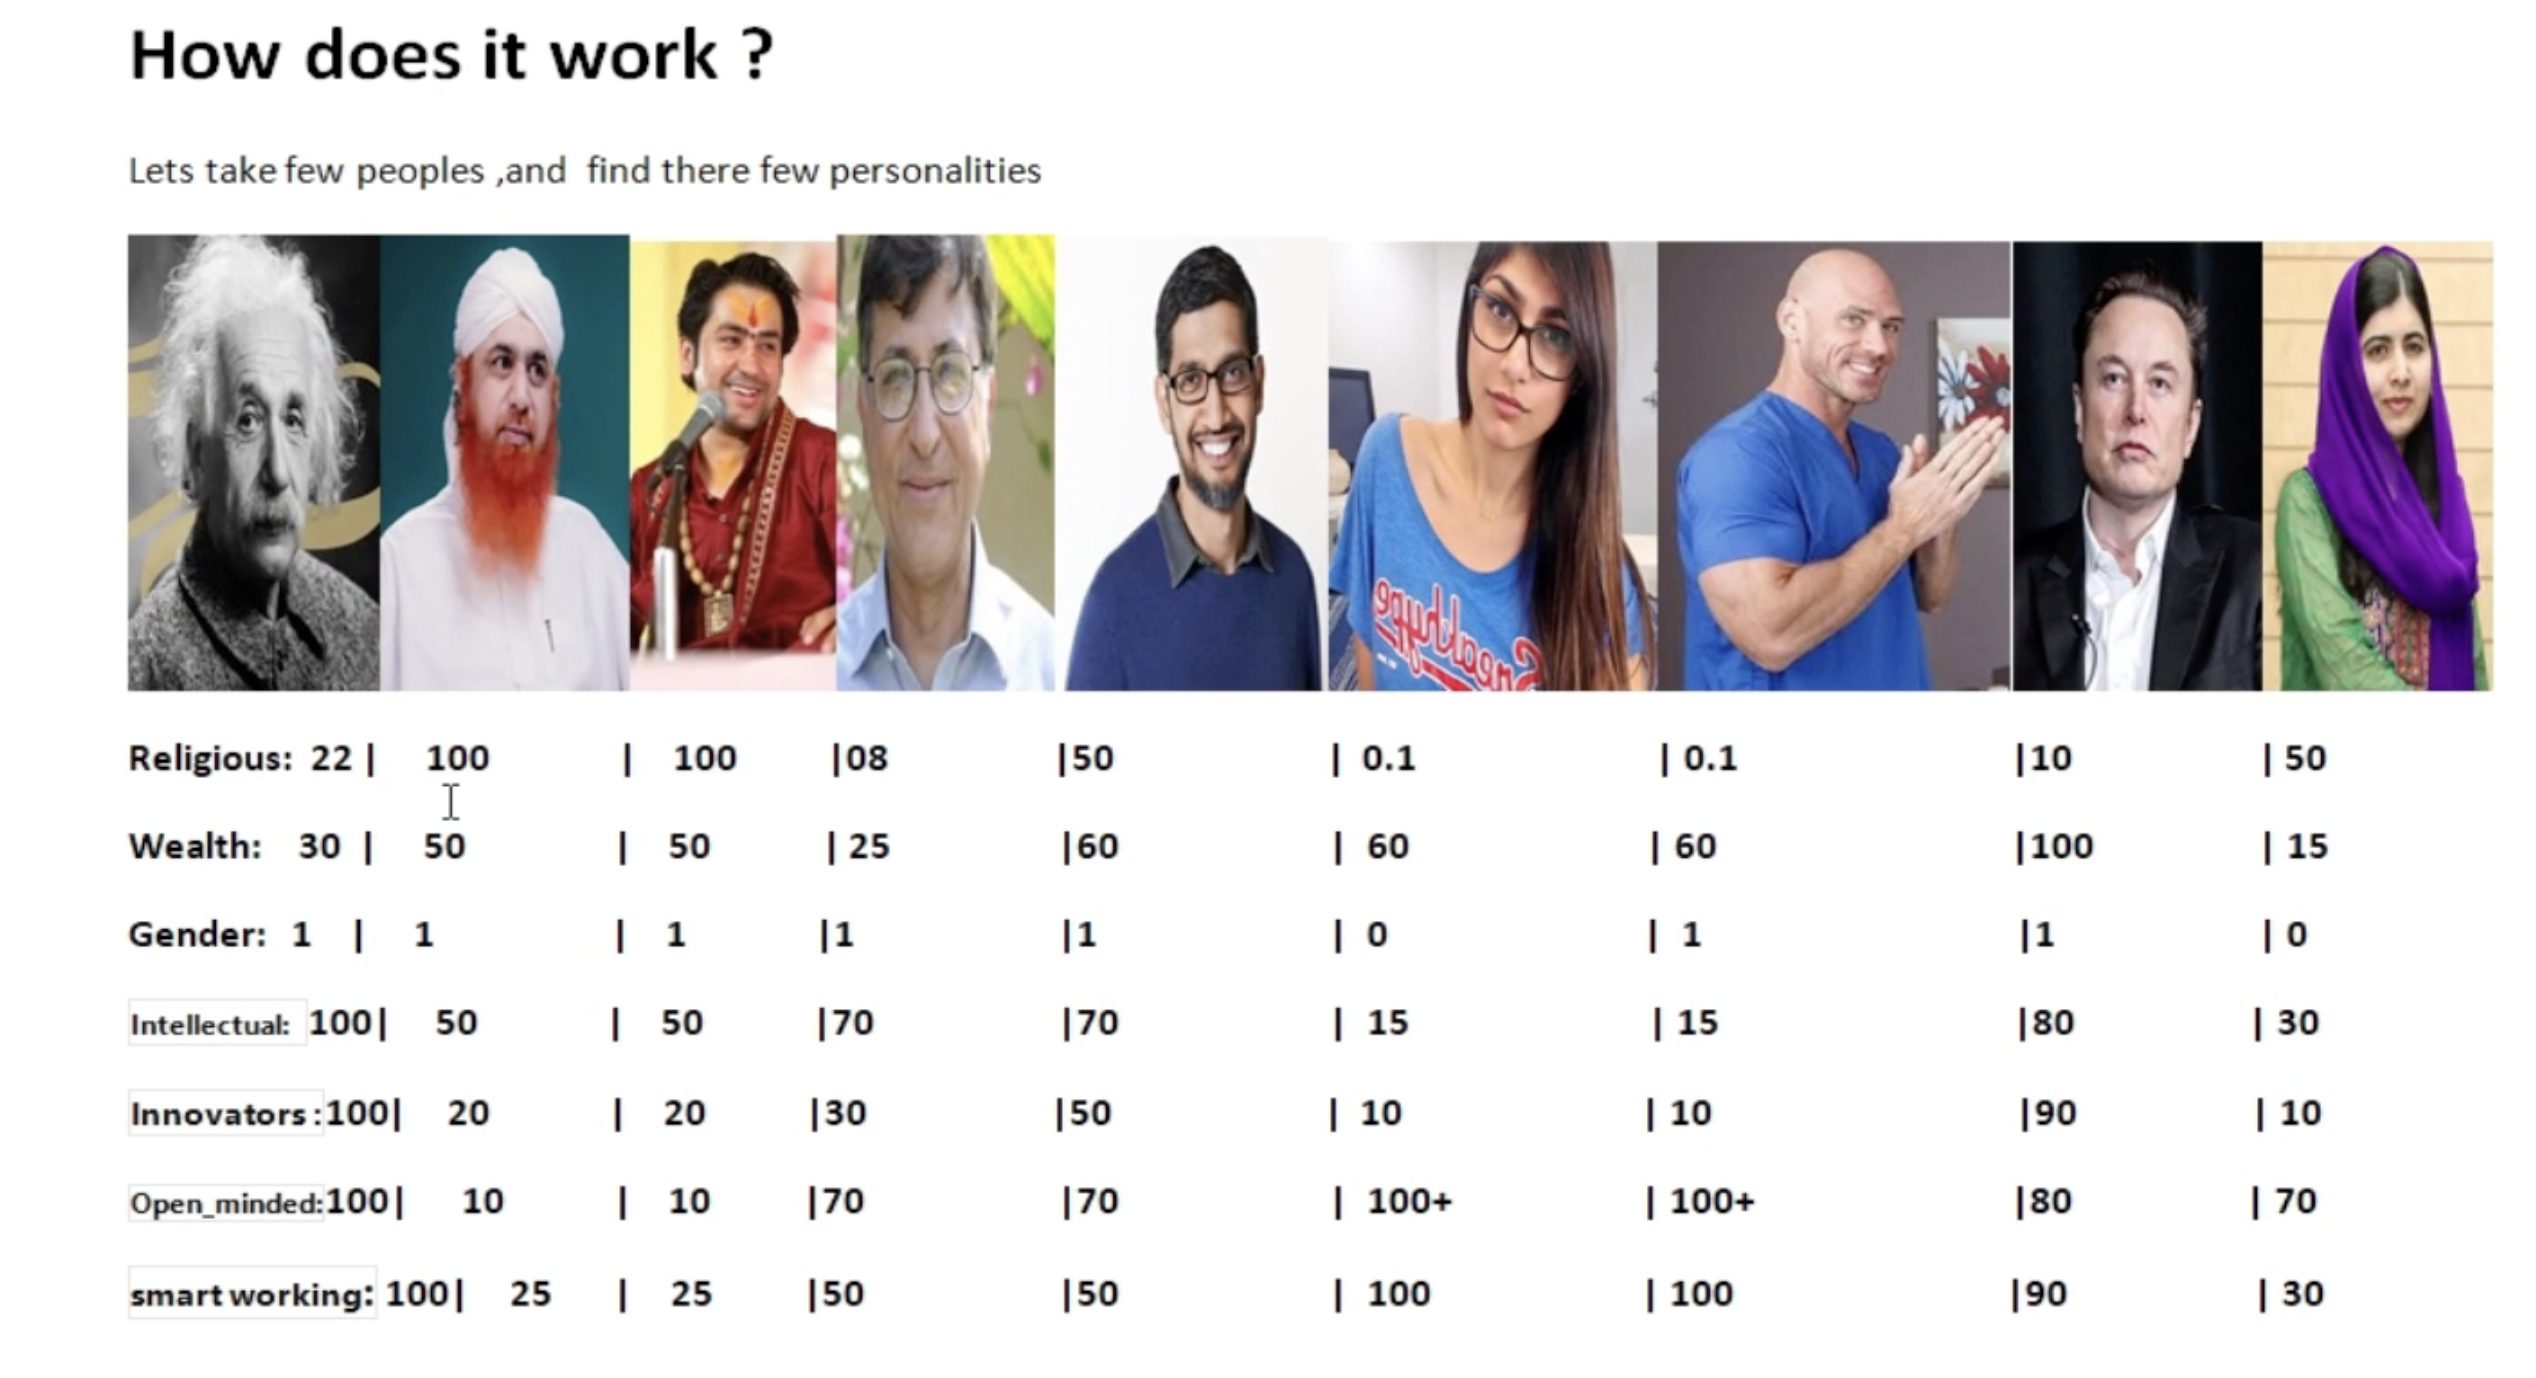 How does it work ?
Lets take few peoples ,and find there few personalities
Sneakhype
Religious: 22 | 100 | 100 |08 |50 | 0.1 | 0.1 |10 | 50
Wealth: 30 | 50 | 50 | 25 |60 | 60 | 60 |100 | 15
Gender: 1 | 1 | 1 |1 |1 | 0 | 1 |1 | 0
Intellectual: 100| 50 | 50 |70 |70 | 15 | 15 |80 | 30
Innovators :100| 20 | 20 |30 |50 | 10 | 10 |90 | 10
Open_minded:100| 10 | 10 |70 |70 | 100+ | 100+ |80 | 70
smart working: 100| 25 | 25 |50 |50 | 100 | 100 |90 | 30